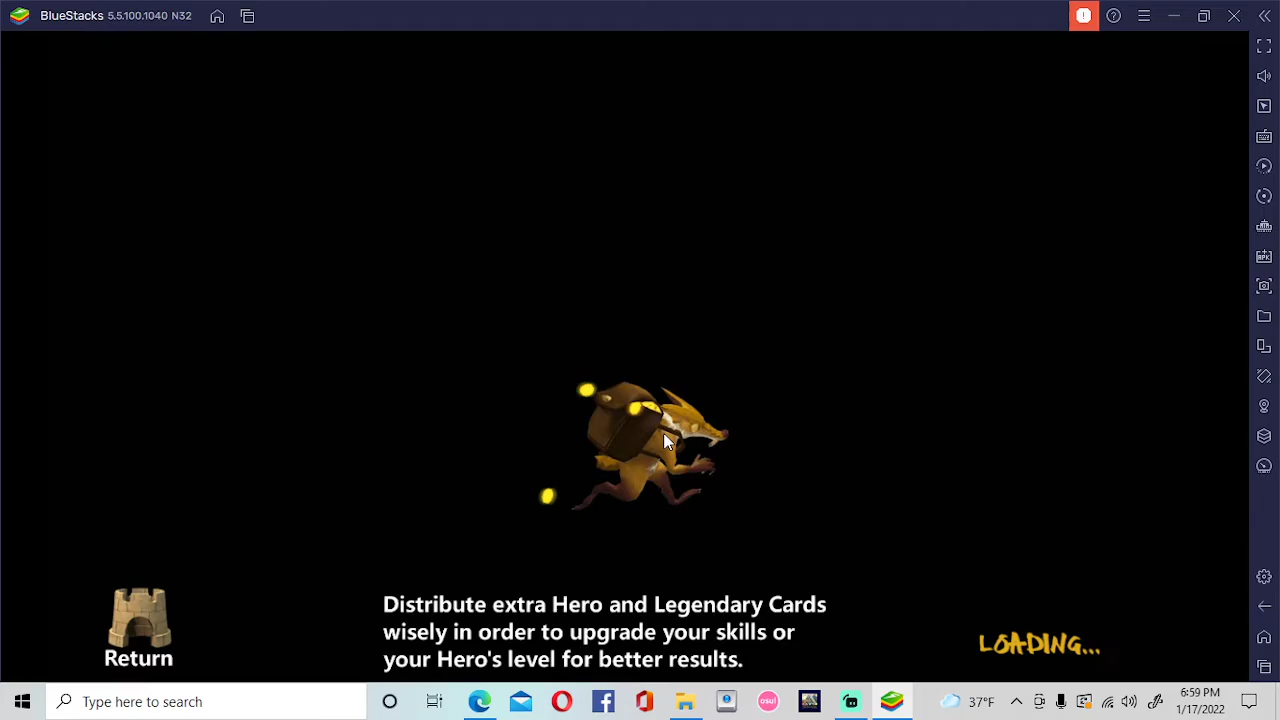 BlueStacks 5.5.100.1040 N32
Return
Distribute extra Hero and Legendary Cards
wisely in order to upgrade your skills or
your Hero's level for better results.
LOADING...
Type here to search
osu!
37°F
6:59 PM
1/17/2022